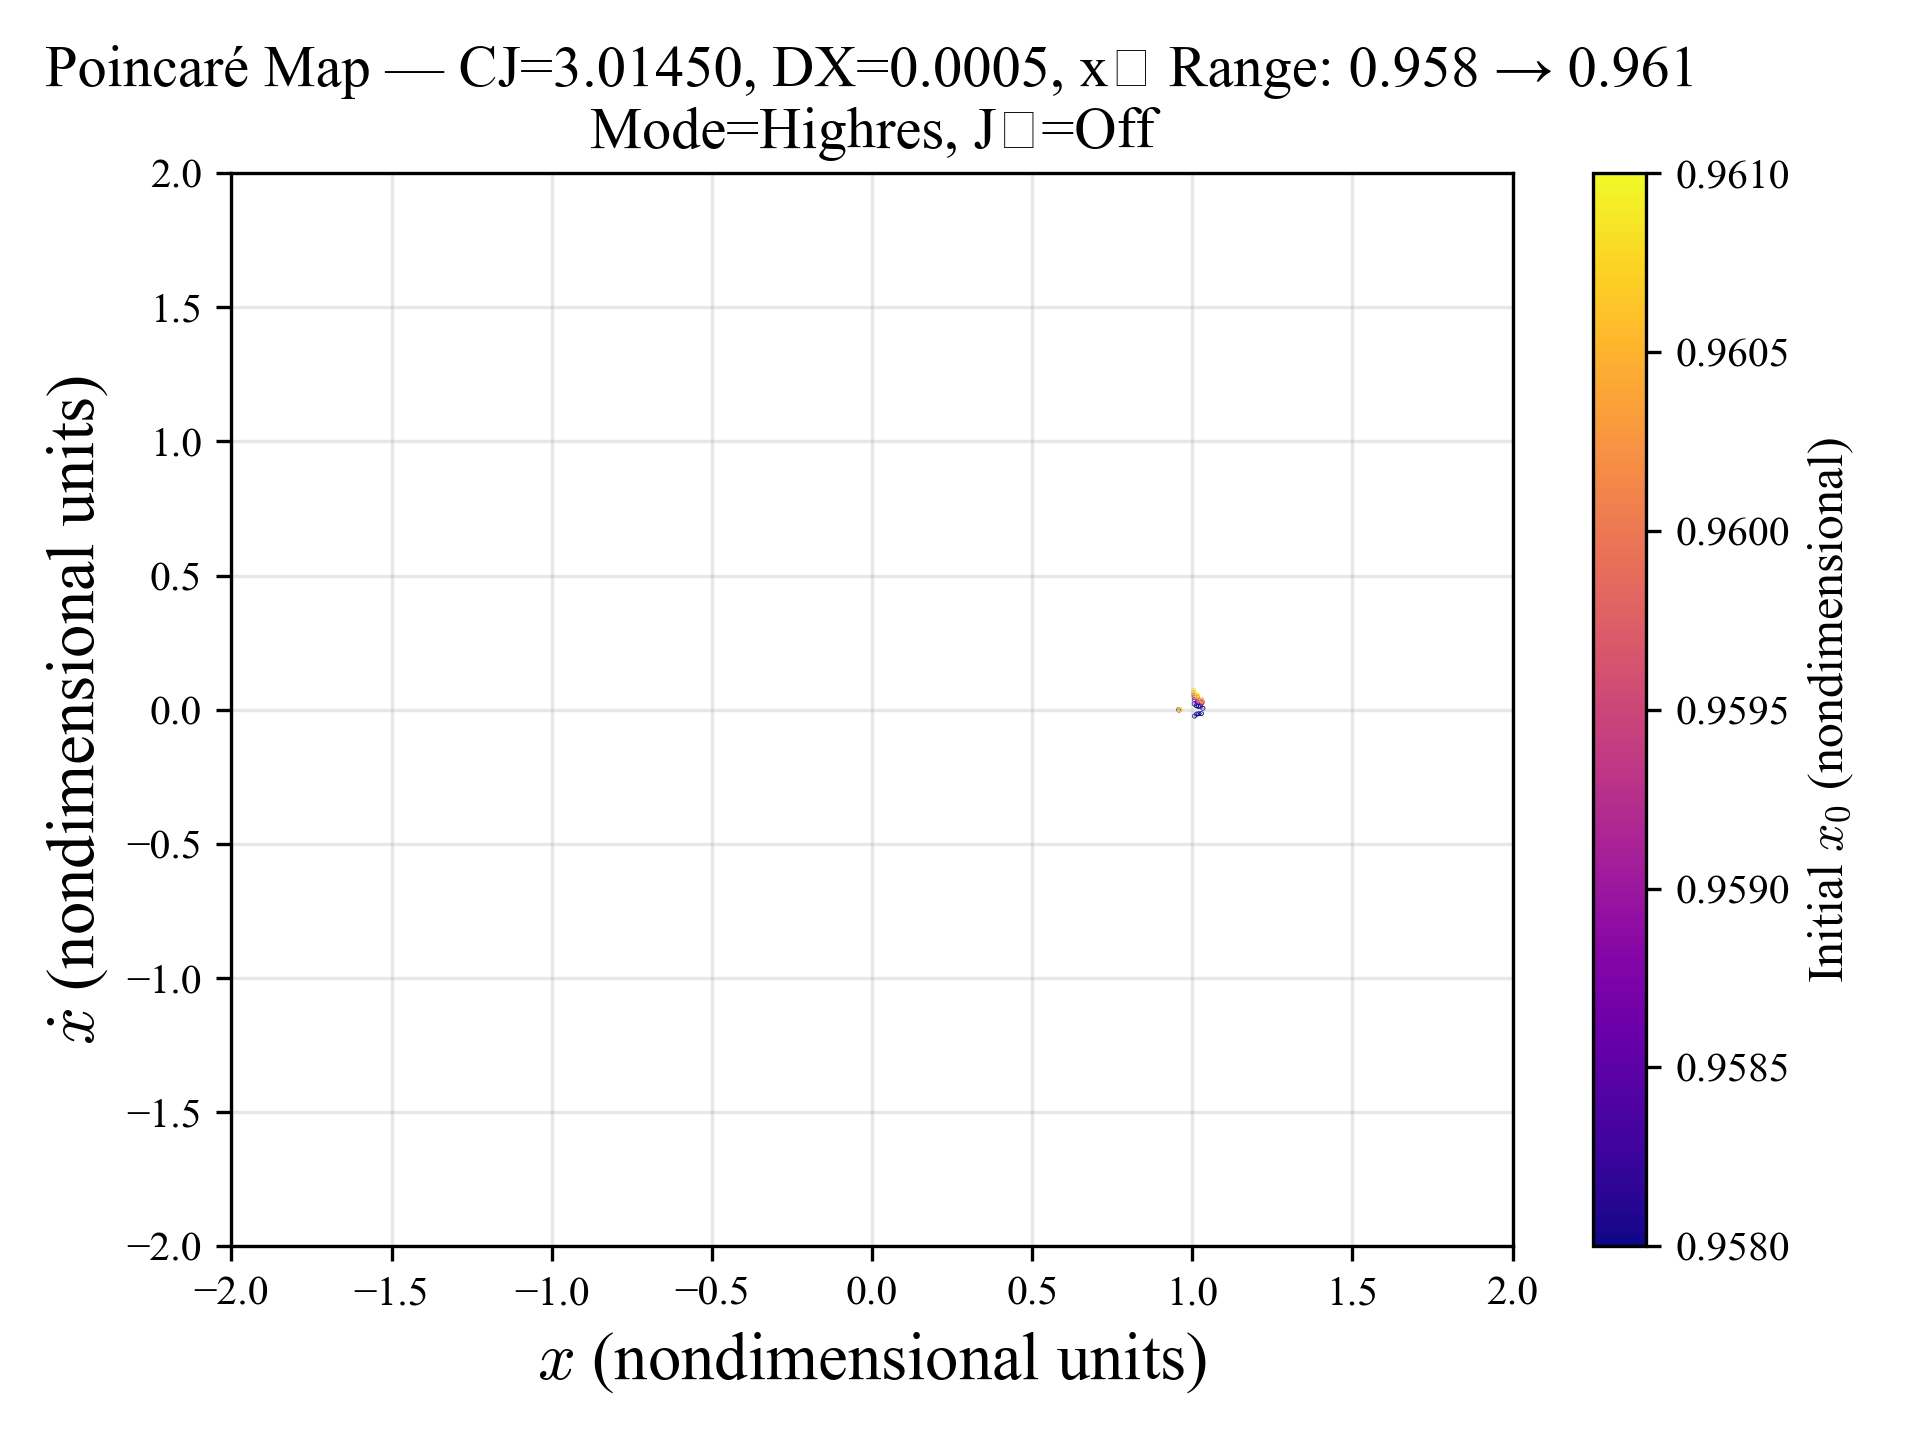 Poincaré Map — CJ=3.01450, DX=0.0005, x□ Range: 0.958 → 0.961
Mode=Highres, J□=Off
2.0
1.5
1.0
0.5
0.0
−0.5
−1.0
−1.5
−2.0
ẋ (nondimensional units)
−2.0 −1.5 −1.0 −0.5 0.0 0.5 1.0 1.5 2.0
x (nondimensional units)
0.9610
0.9605
0.9600
0.9595
0.9590
0.9585
0.9580
Initial x₀ (nondimensional)